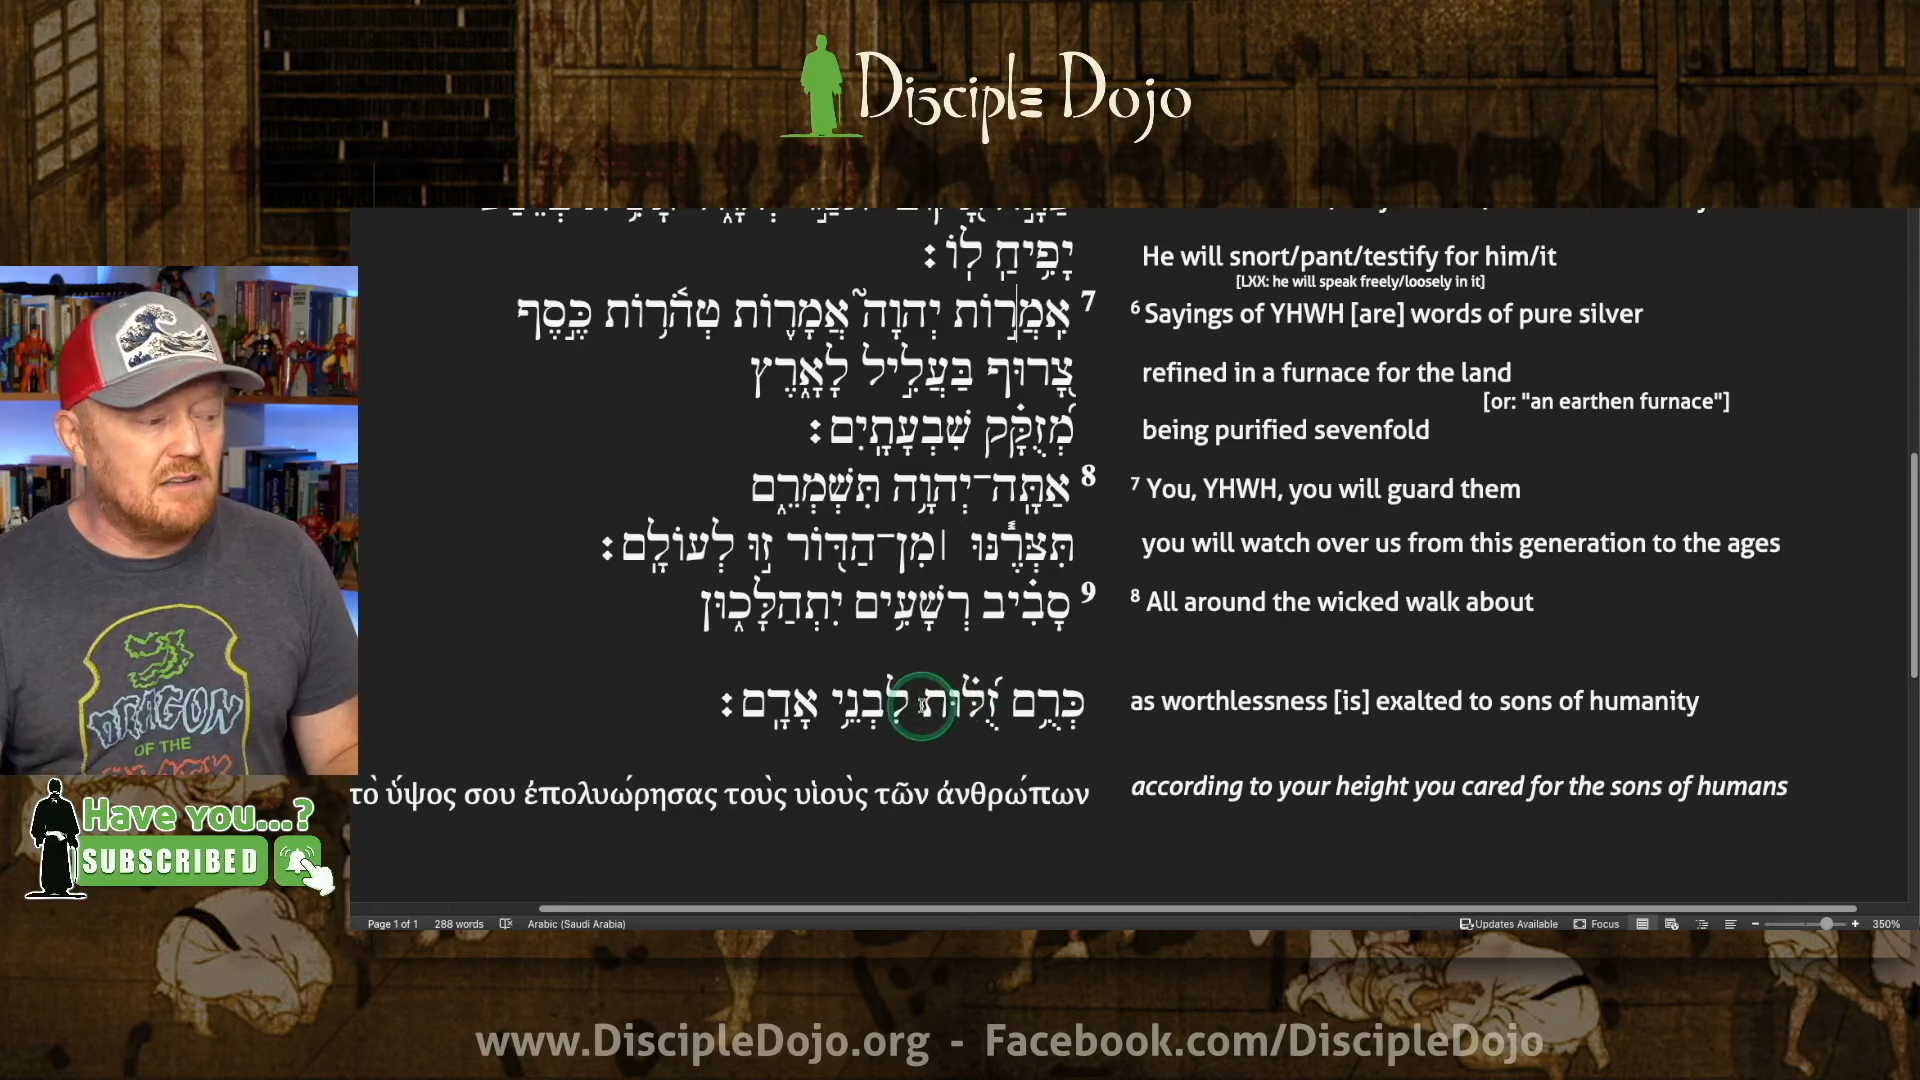 Disciple Dojo
יָפִ֥יחַֽ לֽוֹ׃
He will snort/pant/testify for him/it
[LXX: he will speak freely/loosely in it]
7 אִֽמֲר֣וֹת יְהוָה֮ אֲמָר֪וֹת טְהֹ֫ר֥וֹת כֶּ֣סֶף
6 Sayings of YHWH [are] words of pure silver
צָ֭רוּף בַּעֲלִ֣יל לָאָ֑רֶץ
refined in a furnace for the land
[or: "an earthen furnace"]
מְ֝זֻקָּ֗ק שִׁבְעָתָֽיִם׃
being purified sevenfold
8 אַתָּֽה־יְהוָ֥ה תִּשְׁמְרֵ֑ם
7 You, YHWH, you will guard them
תִּצְּרֶ֓נּוּ ׀ מִן־הַדּ֖וֹר ז֣וּ לְעוֹלָֽם׃
you will watch over us from this generation to the ages
9 סָבִ֗יב רְשָׁעִ֥ים יִתְהַלָּכ֑וּן
8 All around the wicked walk about
כְּרֻ֥ם זֻ֝לּ֗וּת לִבְנֵ֥י אָדָֽם׃
as worthlessness [is] exalted to sons of humanity
τὸ ὕψος σου ἐπολυώρησας τοὺς υἱοὺς τῶν ἀνθρώπων
according to your height you cared for the sons of humans
DRAGON
OF THE
Have you...?
SUBSCRIBED
Page 1 of 1 288 words Arabic (Saudi Arabia) Updates Available Focus 350%
www.DiscipleDojo.org - Facebook.com/DiscipleDojo